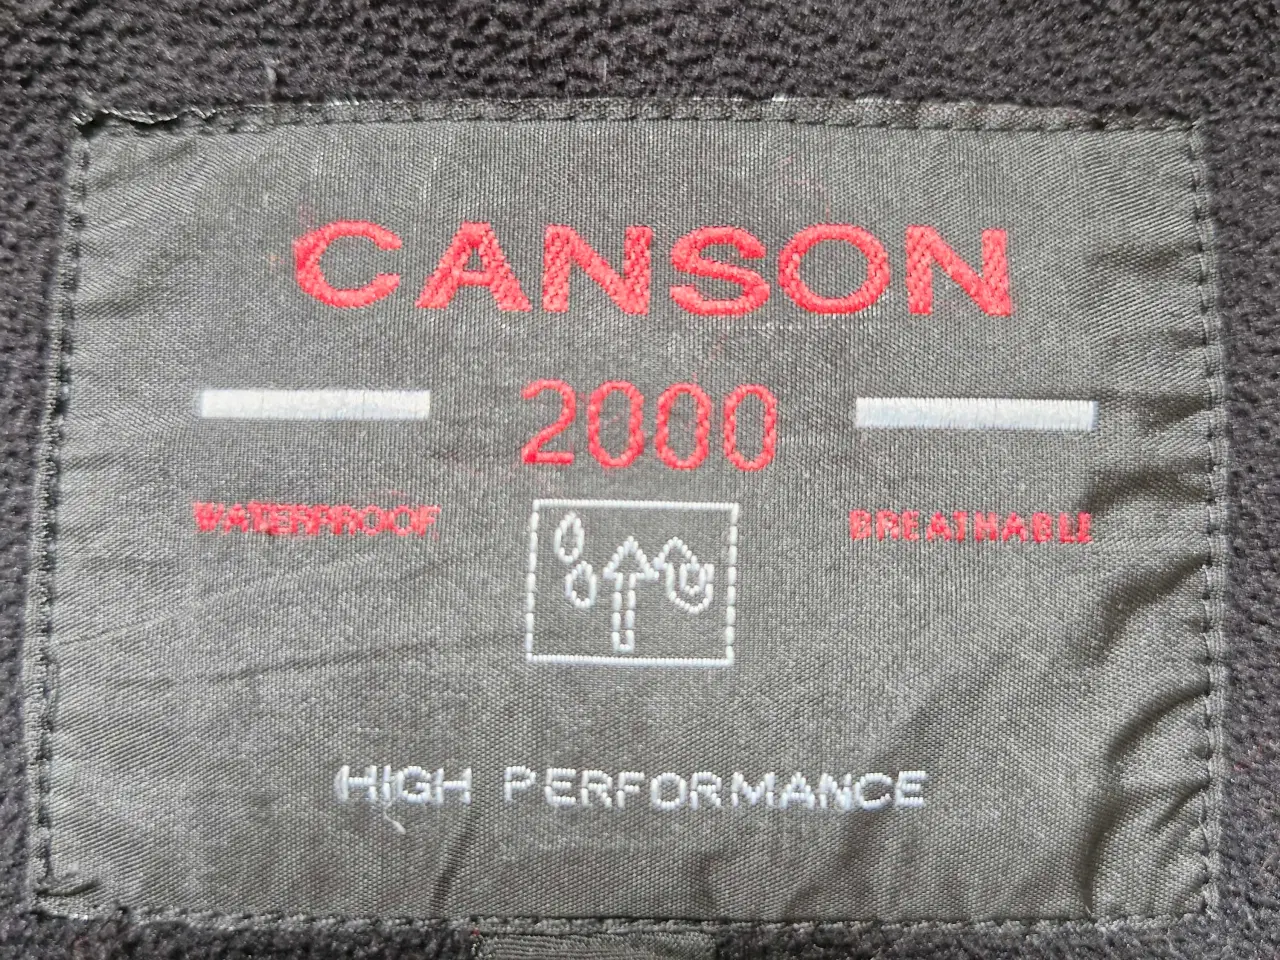 CANSON
2000
WATERPROOF BREATHABLE
HIGH PERFORMANCE